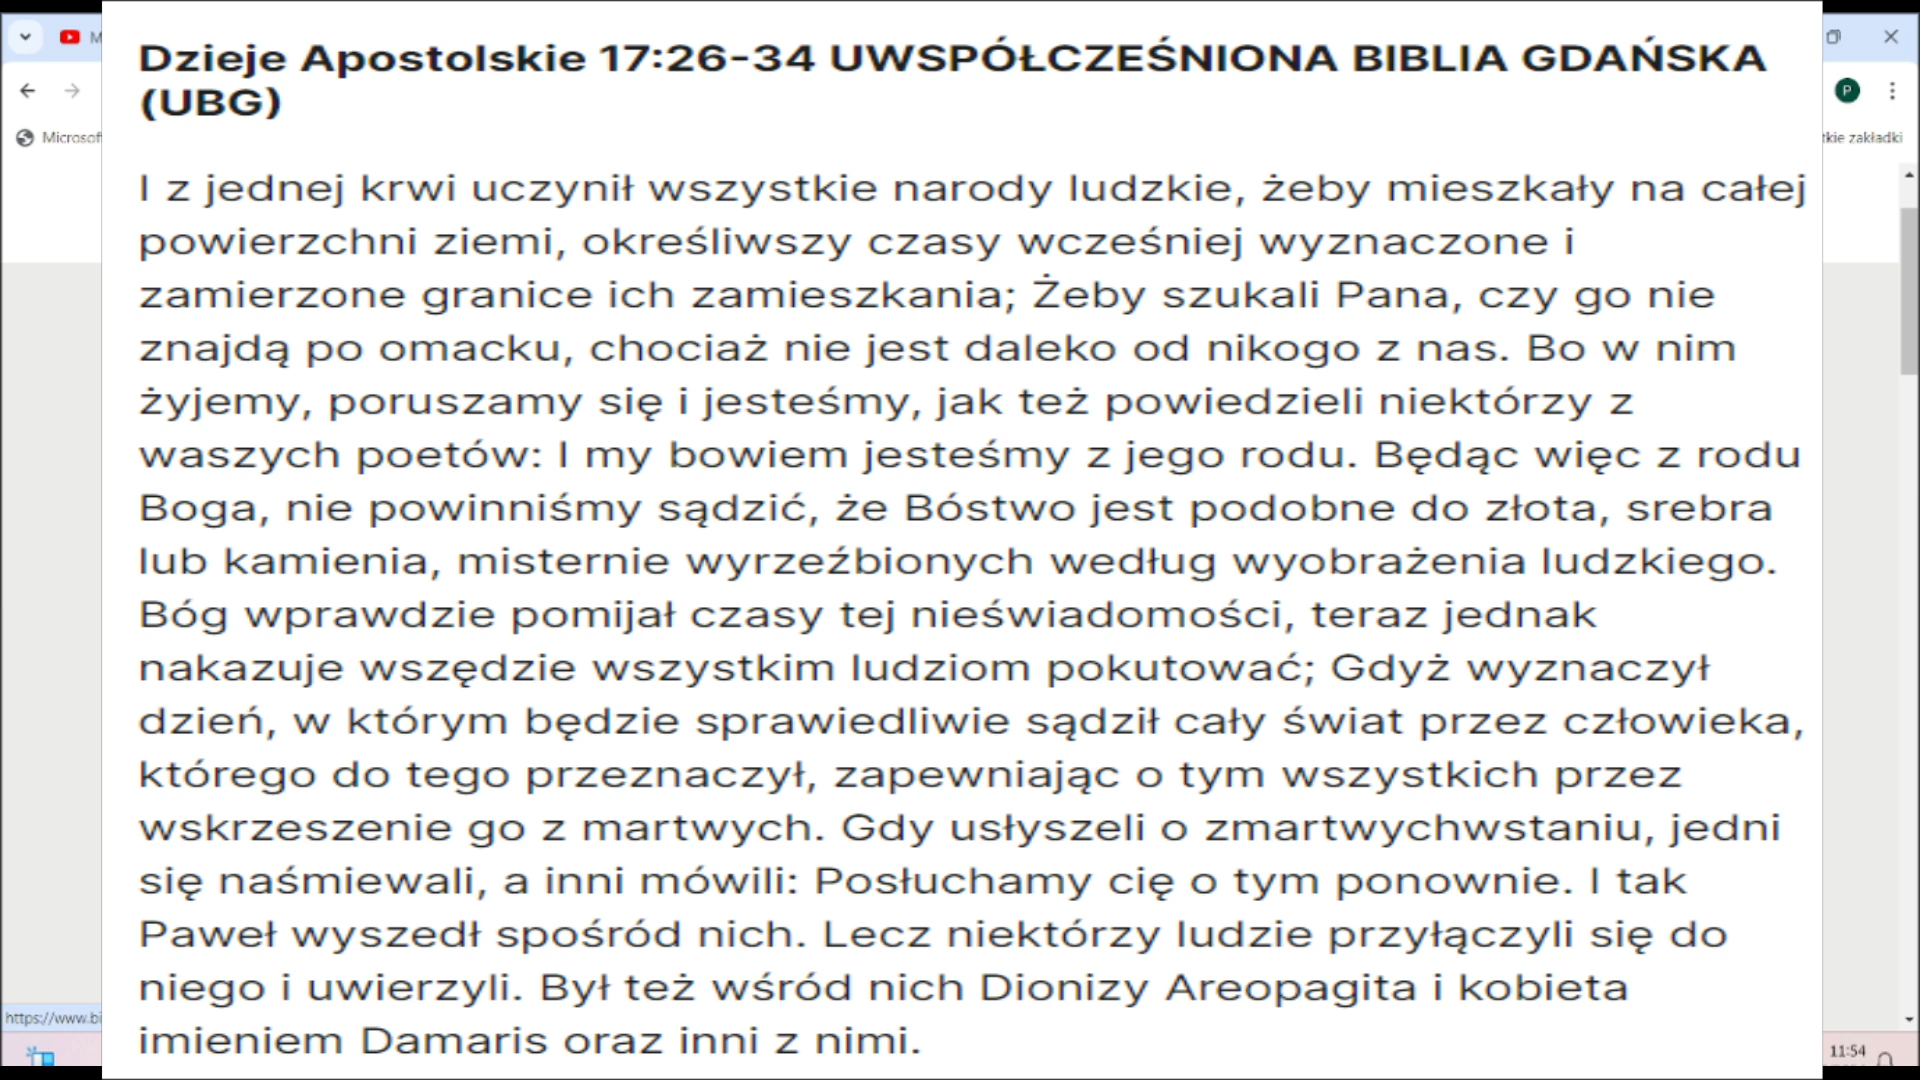 M
Dzieje Apostolskie 17:26-34 UWSPÓŁCZEŚNIONA BIBLIA GDAŃSKA
(UBG)
P
Microsof
tkie zakładki
I z jednej krwi uczynił wszystkie narody ludzkie, żeby mieszkały na całej
powierzchni ziemi, określiwszy czasy wcześniej wyznaczone i
zamierzone granice ich zamieszkania; Żeby szukali Pana, czy go nie
znajdą po omacku, chociaż nie jest daleko od nikogo z nas. Bo w nim
żyjemy, poruszamy się i jesteśmy, jak też powiedzieli niektórzy z
waszych poetów: I my bowiem jesteśmy z jego rodu. Będąc więc z rodu
Boga, nie powinniśmy sądzić, że Bóstwo jest podobne do złota, srebra
lub kamienia, misternie wyrzeźbionych według wyobrażenia ludzkiego.
Bóg wprawdzie pomijał czasy tej nieświadomości, teraz jednak
nakazuje wszędzie wszystkim ludziom pokutować; Gdyż wyznaczył
dzień, w którym będzie sprawiedliwie sądził cały świat przez człowieka,
którego do tego przeznaczył, zapewniając o tym wszystkich przez
wskrzeszenie go z martwych. Gdy usłyszeli o zmartwychwstaniu, jedni
się naśmiewali, a inni mówili: Posłuchamy cię o tym ponownie. I tak
Paweł wyszedł spośród nich. Lecz niektórzy ludzie przyłączyli się do
niego i uwierzyli. Był też wśród nich Dionizy Areopagita i kobieta
imieniem Damaris oraz inni z nimi.
https://www.bi
11:54